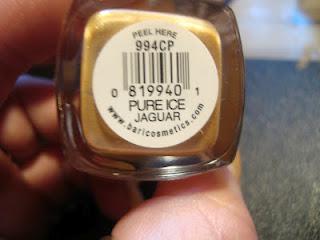 PEEL HERE
994CP
0 819940 1
PURE ICE
JAGUAR
www.baricosmetics.com